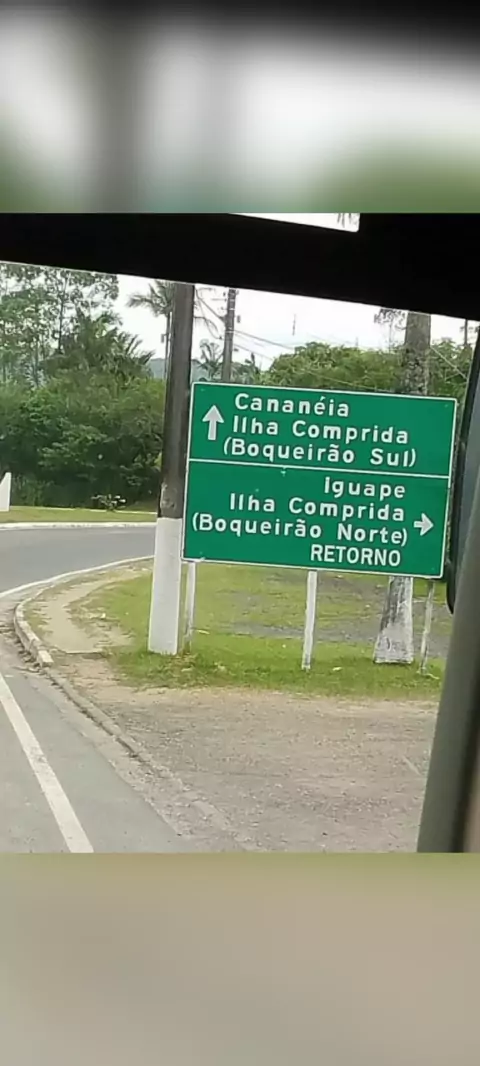 Cananéia
Ilha Comprida
(Boqueirão Sul)
Iguape
Ilha Comprida
(Boqueirão Norte)
RETORNO